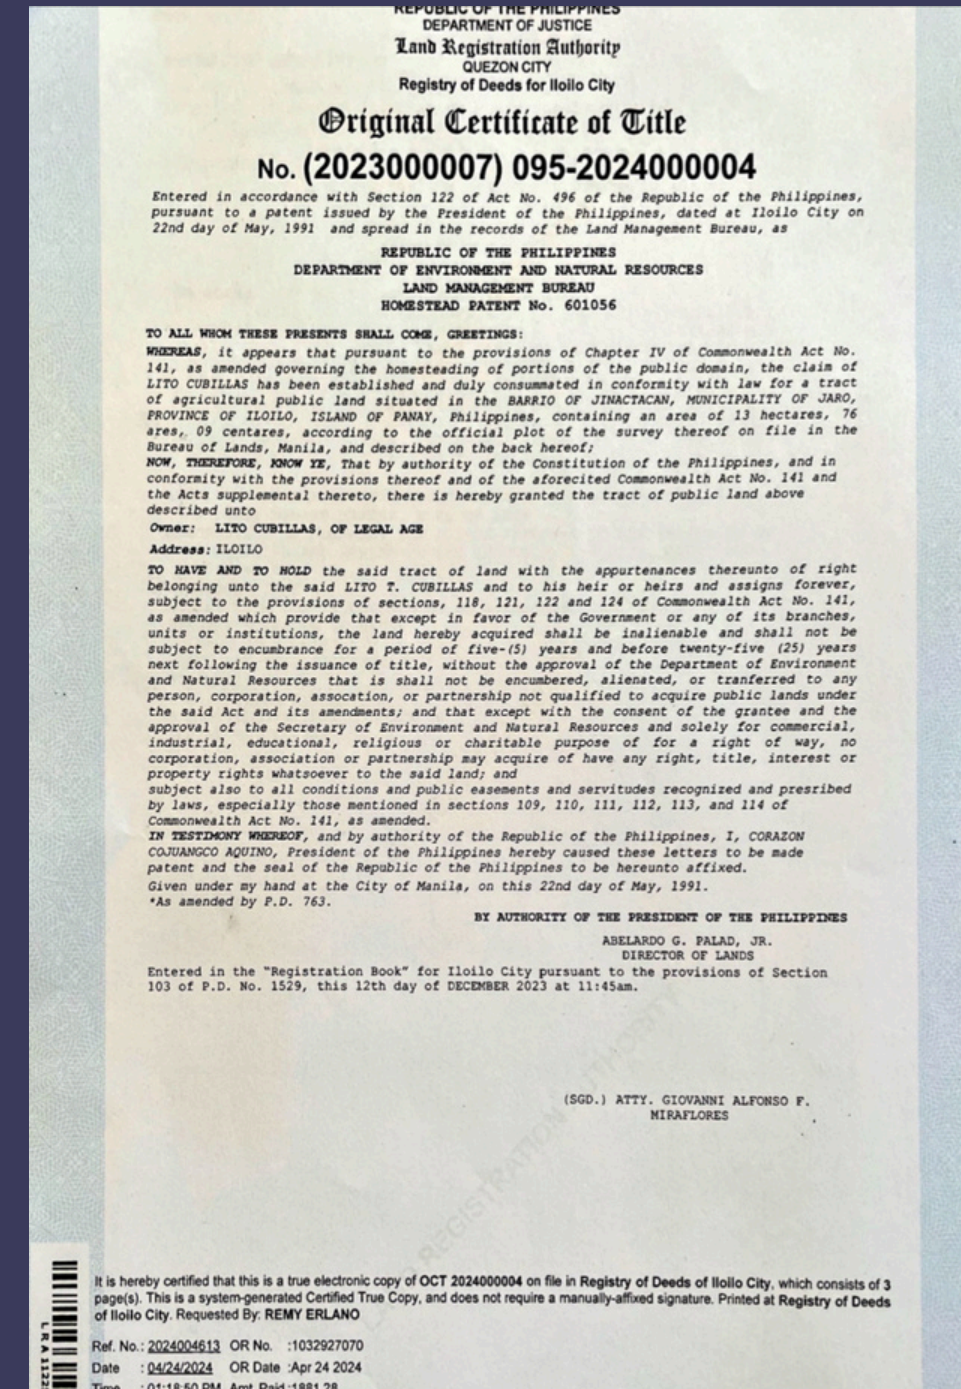 REPUBLIC OF THE PHILIPPINES
DEPARTMENT OF JUSTICE
Land Registration Authority
QUEZON CITY
Registry of Deeds for Iloilo City
Original Certificate of Title
No. (2023000007) 095-2024000004
Entered in accordance with Section 122 of Act No. 496 of the Republic of the Philippines,
pursuant to a patent issued by the President of the Philippines, dated at Iloilo City on
22nd day of May, 1991 and spread in the records of the Land Management Bureau, as
REPUBLIC OF THE PHILIPPINES
DEPARTMENT OF ENVIRONMENT AND NATURAL RESOURCES
LAND MANAGEMENT BUREAU
HOMESTEAD PATENT No. 601056
TO ALL WHOM THESE PRESENTS SHALL COME, GREETINGS:
WHEREAS, it appears that pursuant to the provisions of Chapter IV of Commonwealth Act No.
141, as amended governing the homesteading of portions of the public domain, the claim of
LITO CUBILLAS has been established and duly consummated in conformity with law for a tract
of agricultural public land situated in the BARRIO OF JINACTACAN, MUNICIPALITY OF JARO,
PROVINCE OF ILOILO, ISLAND OF PANAY, Philippines, containing an area of 13 hectares, 76
ares, 09 centares, according to the official plot of the survey thereof on file in the
Bureau of Lands, Manila, and described on the back hereof;
NOW, THEREFORE, KNOW YE, That by authority of the Constitution of the Philippines, and in
conformity with the provisions thereof and of the aforecited Commonwealth Act No. 141 and
the Acts supplemental thereto, there is hereby granted the tract of public land above
described unto
Owner: LITO CUBILLAS, OF LEGAL AGE
Address: ILOILO
TO HAVE AND TO HOLD the said tract of land with the appurtenances thereunto of right
belonging unto the said LITO T. CUBILLAS and to his heir or heirs and assigns forever,
subject to the provisions of sections, 118, 121, 122 and 124 of Commonwealth Act No. 141,
as amended which provide that except in favor of the Government or any of its branches,
units or institutions, the land hereby acquired shall be inalienable and shall not be
subject to encumbrance for a period of five-(5) years and before twenty-five (25) years
next following the issuance of title, without the approval of the Department of Environment
and Natural Resources that is shall not be encumbered, alienated, or tranferred to any
person, corporation, assocation, or partnership not qualified to acquire public lands under
the said Act and its amendments; and that except with the consent of the grantee and the
approval of the Secretary of Environment and Natural Resources and solely for commercial,
industrial, educational, religious or charitable purpose of for a right of way, no
corporation, association or partnership may acquire of have any right, title, interest or
property rights whatsoever to the said land; and
subject also to all conditions and public easements and servitudes recognized and presribed
by laws, especially those mentioned in sections 109, 110, 111, 112, 113, and 114 of
Commonwealth Act No. 141, as amended.
IN TESTIMONY WHEREOF, and by authority of the Republic of the Philippines, I, CORAZON
COJUANGCO AQUINO, President of the Philippines hereby caused these letters to be made
patent and the seal of the Republic of the Philippines to be hereunto affixed.
Given under my hand at the City of Manila, on this 22nd day of May, 1991.
*As amended by P.D. 763.
BY AUTHORITY OF THE PRESIDENT OF THE PHILIPPINES
ABELARDO G. PALAD, JR.
DIRECTOR OF LANDS
Entered in the "Registration Book" for Iloilo City pursuant to the provisions of Section
103 of P.D. No. 1529, this 12th day of DECEMBER 2023 at 11:45am.
(SGD.) ATTY. GIOVANNI ALFONSO F.
MIRAFLORES
It is hereby certified that this is a true electronic copy of OCT 2024000004 on file in Registry of Deeds of Iloilo City, which consists of 3
page(s). This is a system-generated Certified True Copy, and does not require a manually-affixed signature. Printed at Registry of Deeds
of Iloilo City. Requested By: REMY ERLANO
Ref. No.: 2024004613 OR No. :1032927070
Date : 04/24/2024 OR Date :Apr 24 2024
Time : 01:18:50 PM Amt. Paid :1881.28